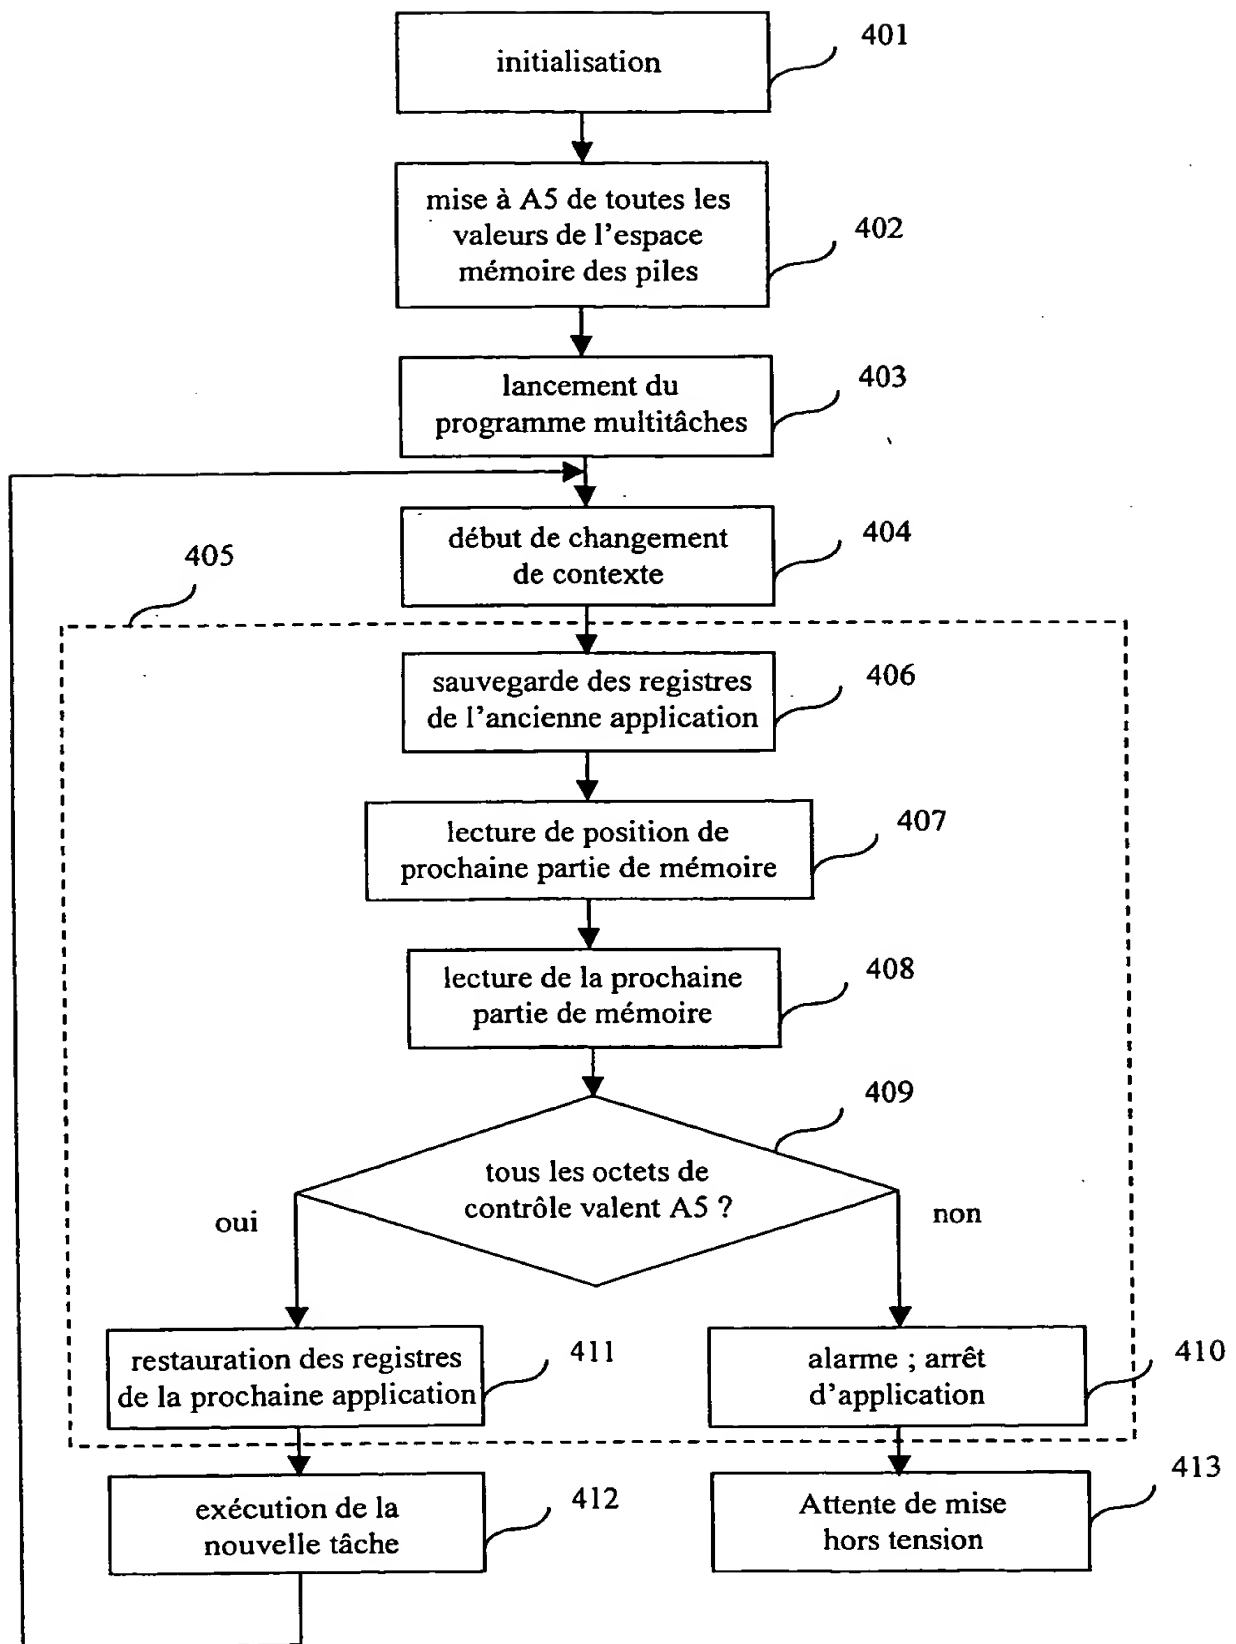 initialisation
401
mise à A5 de toutes les
valeurs de l'espace
mémoire des piles
402
lancement du
programme multitâches
403
début de changement
de contexte
404
405
sauvegarde des registres
de l'ancienne application
406
lecture de position de
prochaine partie de mémoire
407
lecture de la prochaine
partie de mémoire
408
409
tous les octets de
contrôle valent A5 ?
oui
non
restauration des registres
de la prochaine application
411
alarme ; arrêt
d'application
410
exécution de la
nouvelle tâche
412
Attente de mise
hors tension
413